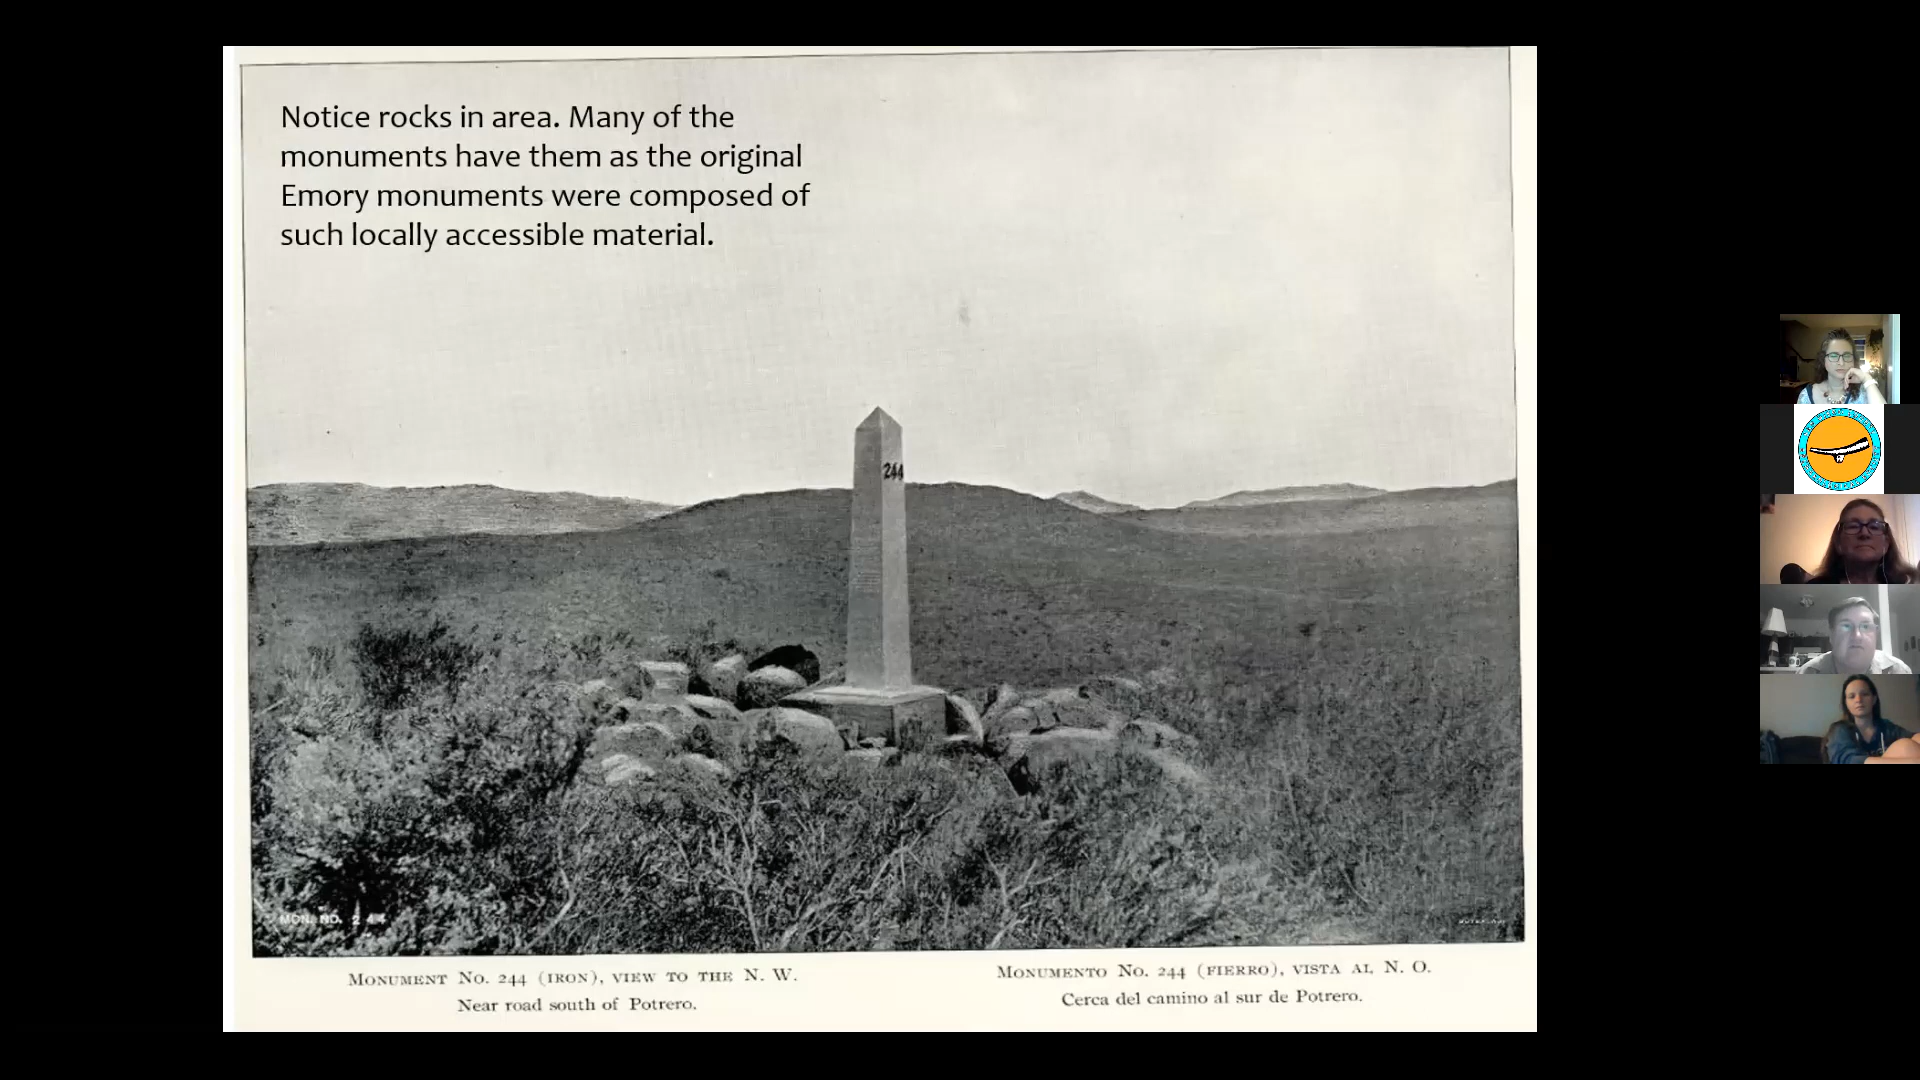 Notice rocks in area. Many of the
monuments have them as the original
Emory monuments were composed of
such locally accessible material.
244
MON. NO. 244
MONUMENT No. 244 (IRON), VIEW TO THE N. W.
Near road south of Potrero.
MONUMENTO No. 244 (FIERRO), VISTA AL N. O.
Cerca del camino al sur de Potrero.